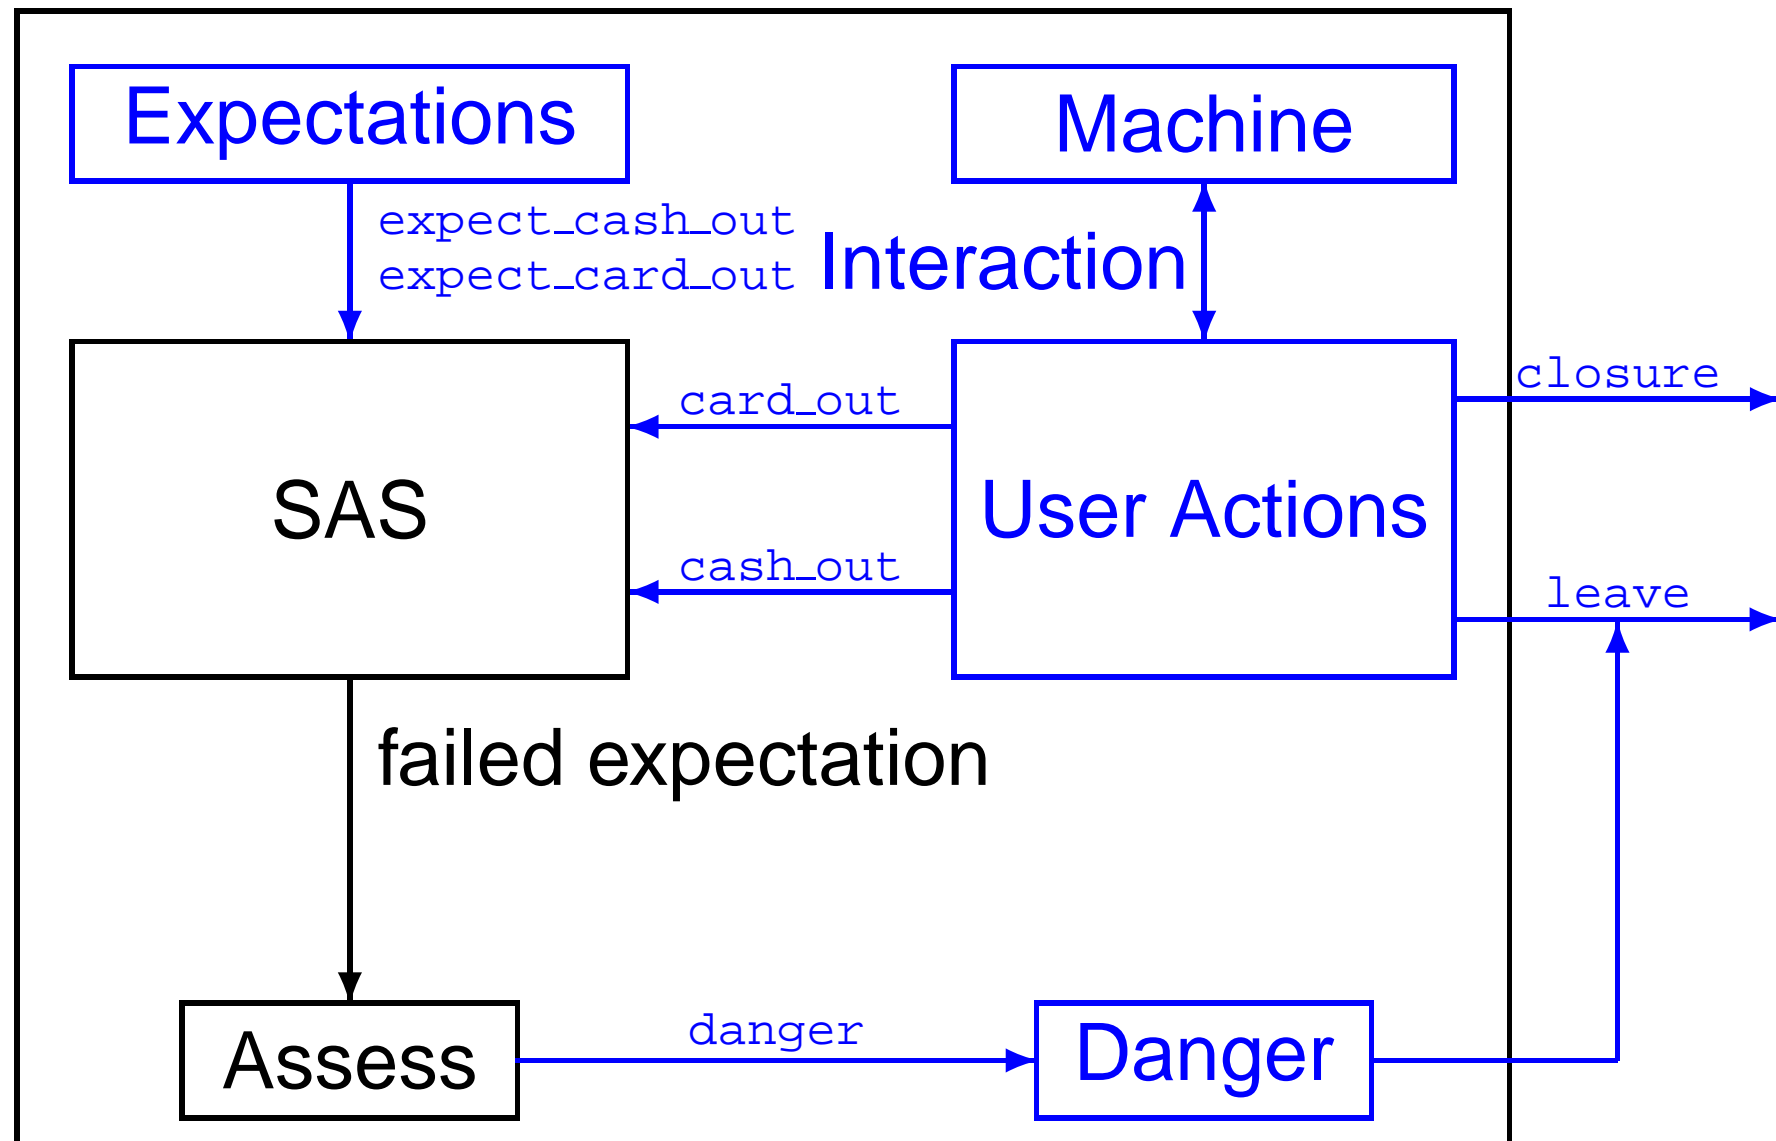 Expectations
Machine
expect_cash_out
expect_card_out
Interaction
closure
card_out
SAS
User Actions
cash_out
leave
failed expectation
danger
Assess
Danger